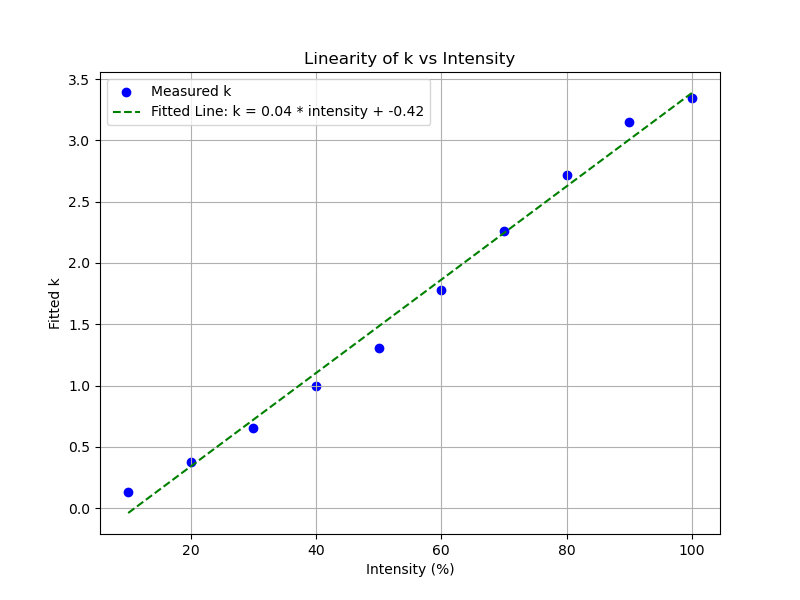 Linearity of k vs Intensity
Measured k
Fitted Line: k = 0.04 * intensity + -0.42
3.5
3.0
2.5
2.0
1.5
1.0
0.5
0.0
Fitted k
20 40 60 80 100
Intensity (%)